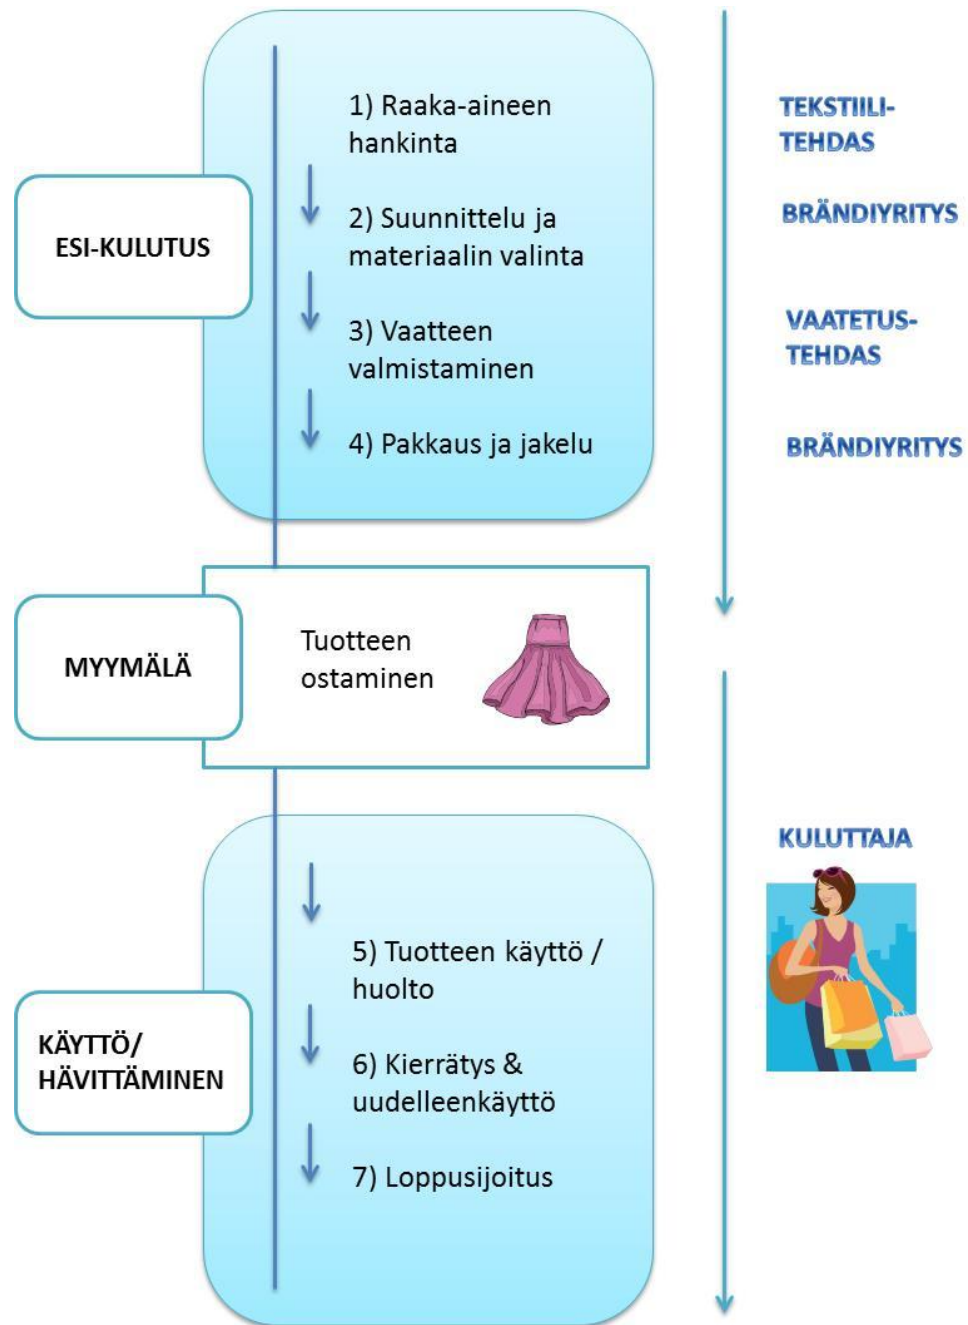 1) Raaka-aineen
hankinta
TEKSTIILI-
TEHDAS
ESI-KULUTUS
2) Suunnittelu ja
materiaalin valinta
BRÄNDIYRITYS
3) Vaatteen
valmistaminen
VAATETUS-
TEHDAS
4) Pakkaus ja jakelu
BRÄNDIYRITYS
MYYMÄLÄ
Tuotteen
ostaminen
KULUTTAJA
KÄYTTÖ/
HÄVITTÄMINEN
5) Tuotteen käyttö /
huolto
6) Kierrätys &
uudelleenkäyttö
7) Loppusijoitus